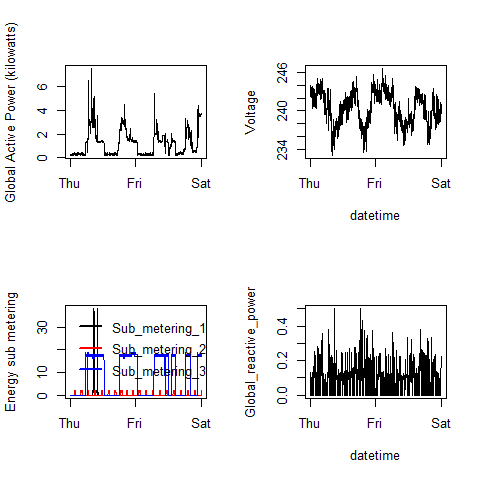 Global Active Power (kilowatts)
0 2 4 6
Thu Fri Sat
Voltage
234 240 246
Thu Fri Sat
datetime
Energy sub metering
0 10 30
Sub_metering_1
Sub_metering_2
Sub_metering_3
Thu Fri Sat
Global_reactive_power
0.0 0.2 0.4
Thu Fri Sat
datetime